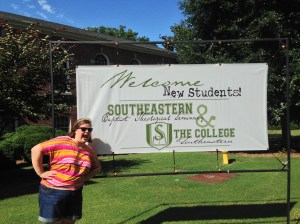 Welcome
New Students!
SOUTHEASTERN
Baptist Theological Seminary
&
THE COLLEGE
at Southeastern